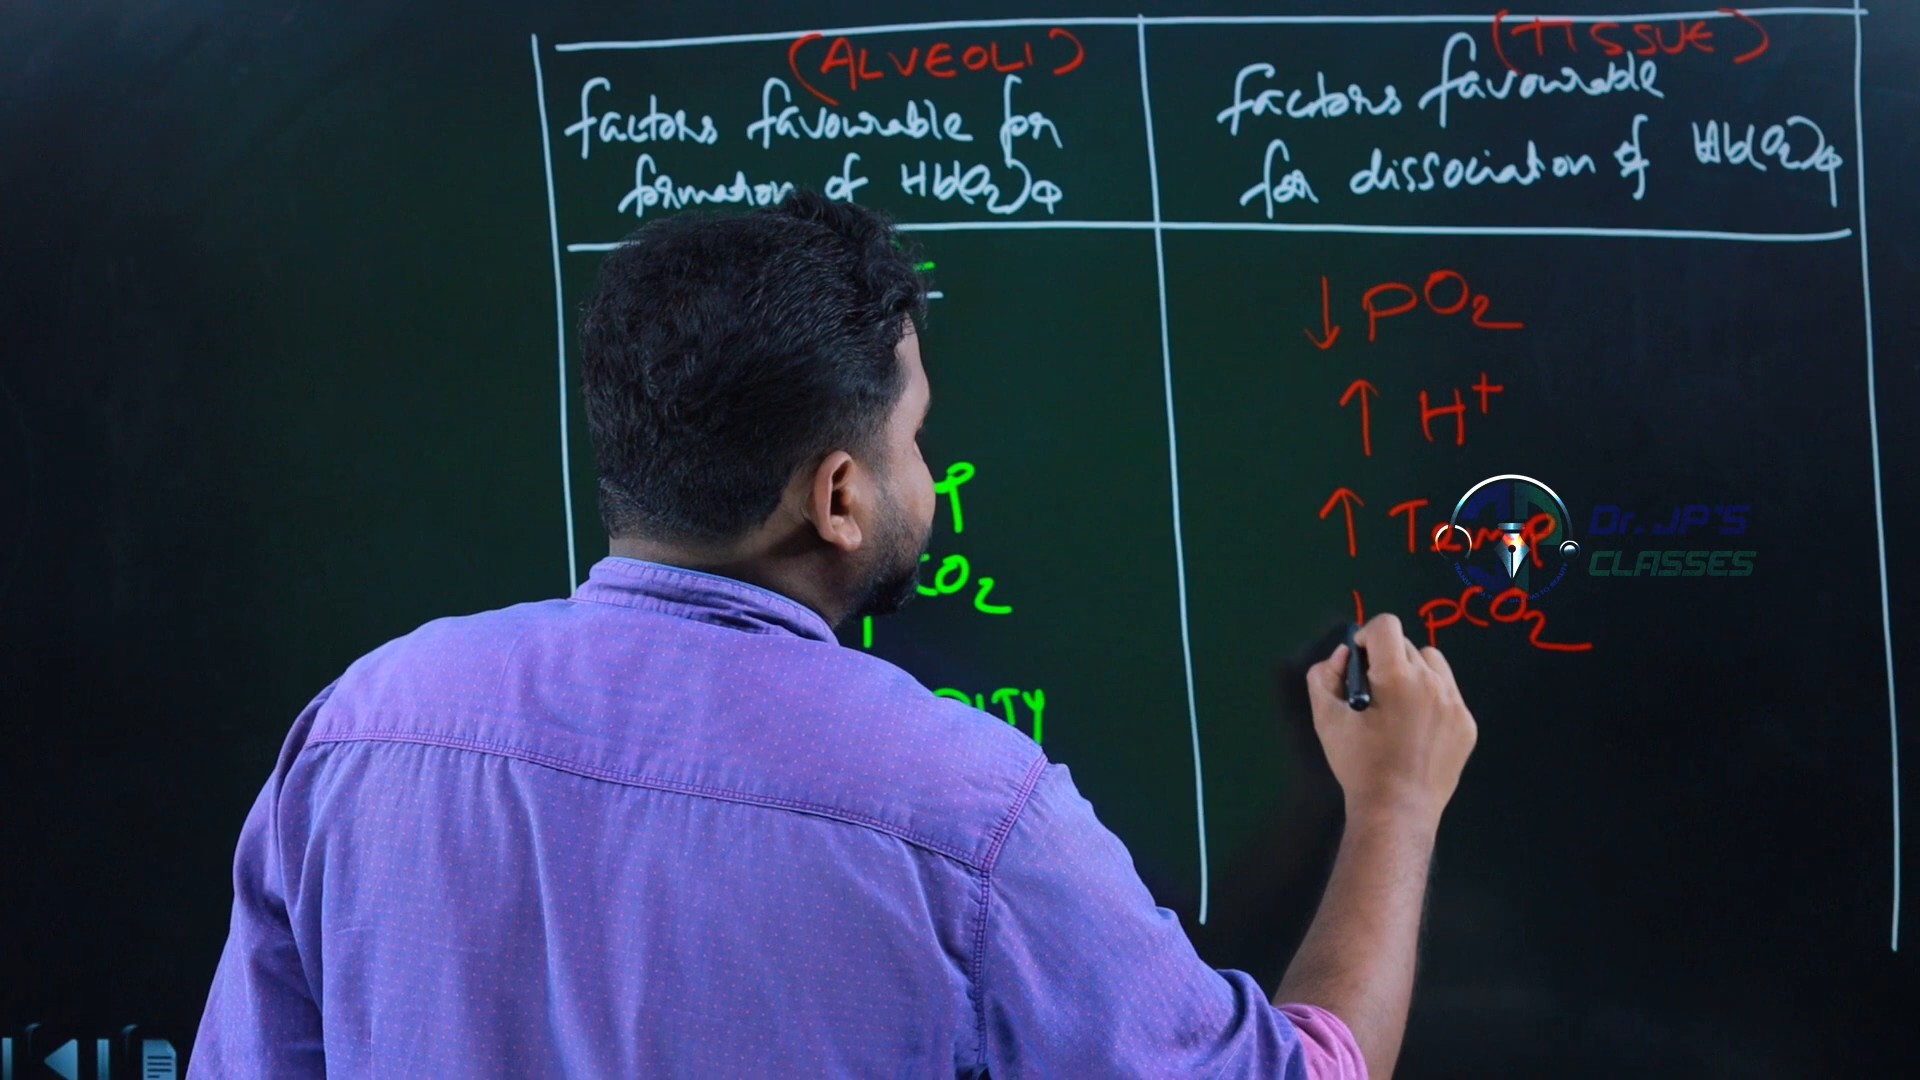 (ALVEOLI)
factors favourable for
formation of Hb(O2)4
(TISSUE)
factors favourable
for dissociation of Hb(O2)4
CO2
↓ pO2
↑ H+
↑ Temp
pCO2
Dr. JP'S
CLASSES